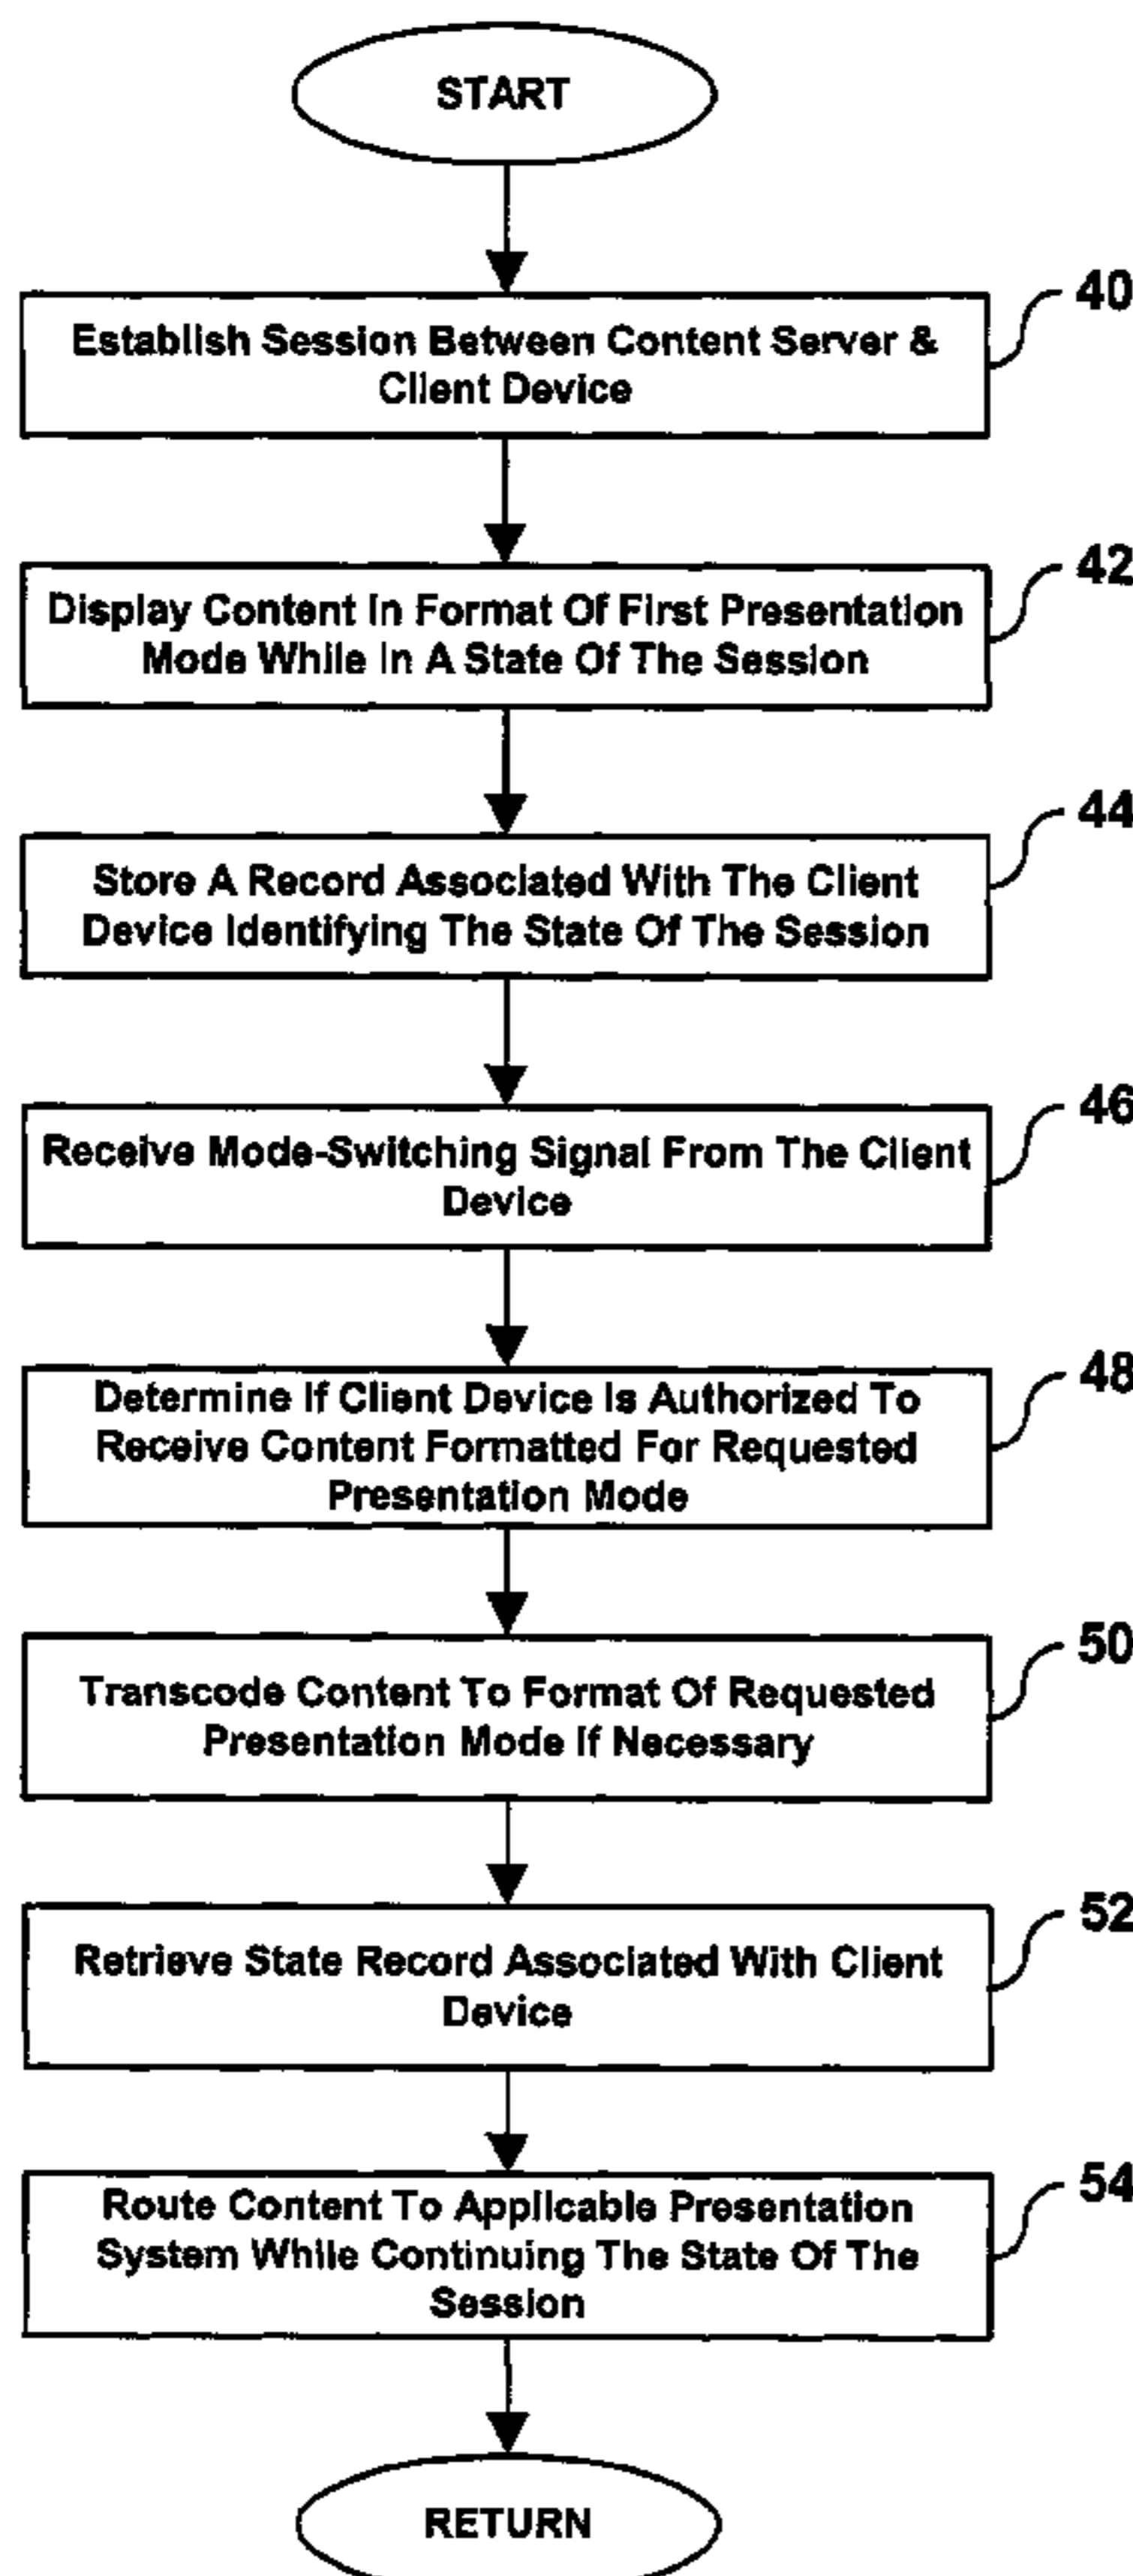 START
40
Establish Session Between Content Server &
Client Device
42
Display Content In Format Of First Presentation
Mode While In A State Of The Session
44
Store A Record Associated With The Client
Device Identifying The State Of The Session
46
Receive Mode-Switching Signal From The Client
Device
48
Determine If Client Device Is Authorized To
Receive Content Formatted For Requested
Presentation Mode
50
Transcode Content To Format Of Requested
Presentation Mode If Necessary
52
Retrieve State Record Associated With Client
Device
54
Route Content To Applicable Presentation
System While Continuing The State Of The
Session
RETURN